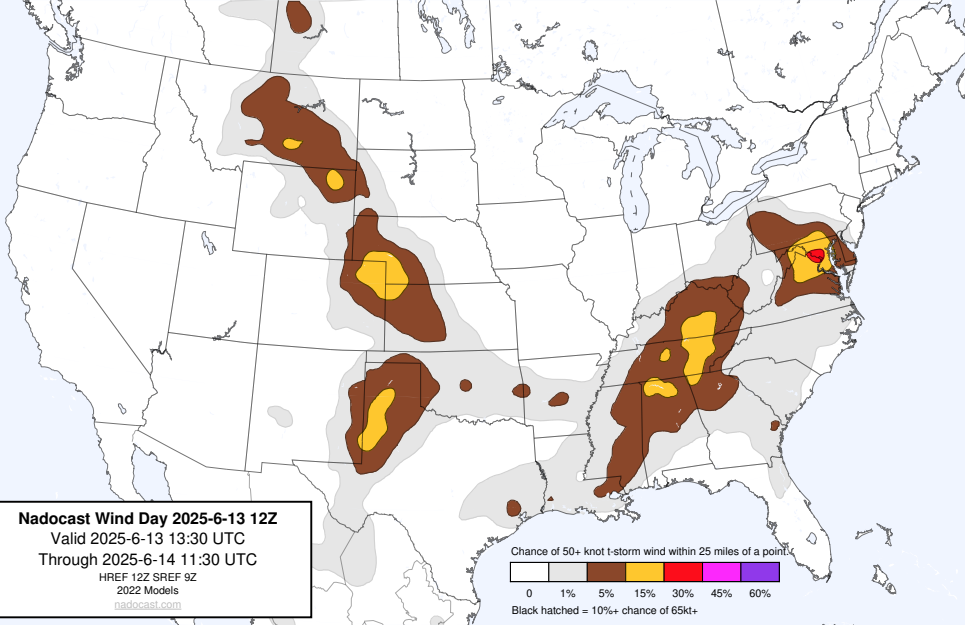 Nadocast Wind Day 2025-6-13 12Z
Valid 2025-6-13 13:30 UTC
Through 2025-6-14 11:30 UTC
HREF 12Z SREF 9Z
2022 Models
nadocast.com
Chance of 50+ knot t-storm wind within 25 miles of a point.
0 1% 5% 15% 30% 45% 60%
Black hatched = 10%+ chance of 65kt+